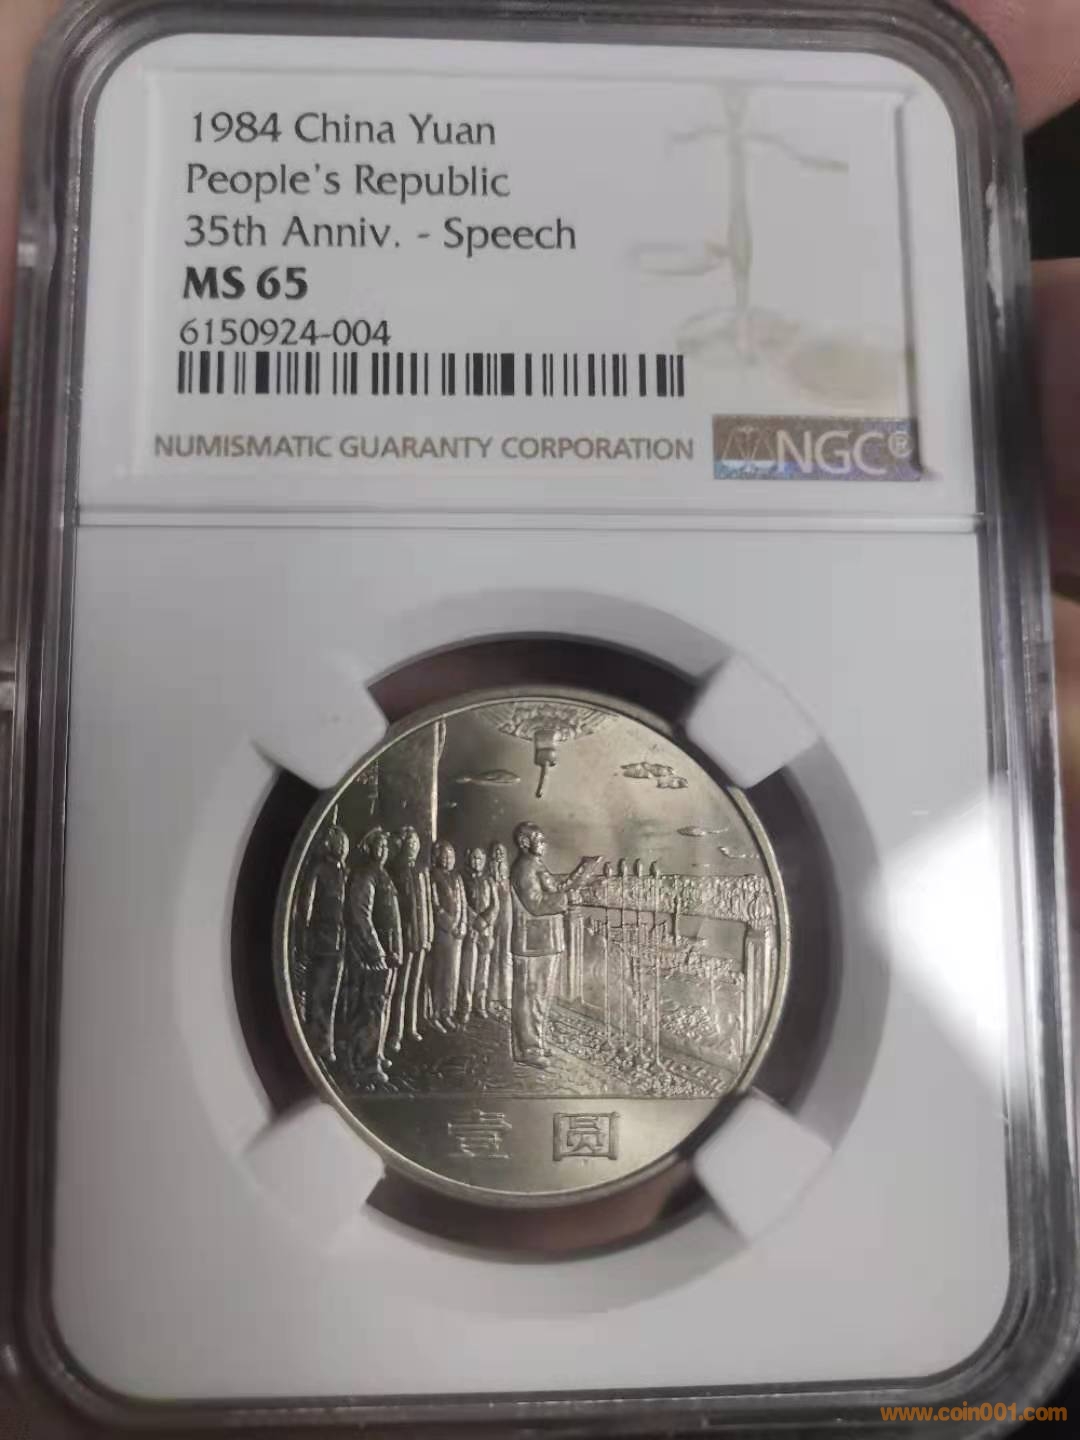 1984 China Yuan
People's Republic
35th Anniv. - Speech
MS 65
6150924-004
NUMISMATIC GUARANTY CORPORATION NGC®
壹圆
www.coin001.com